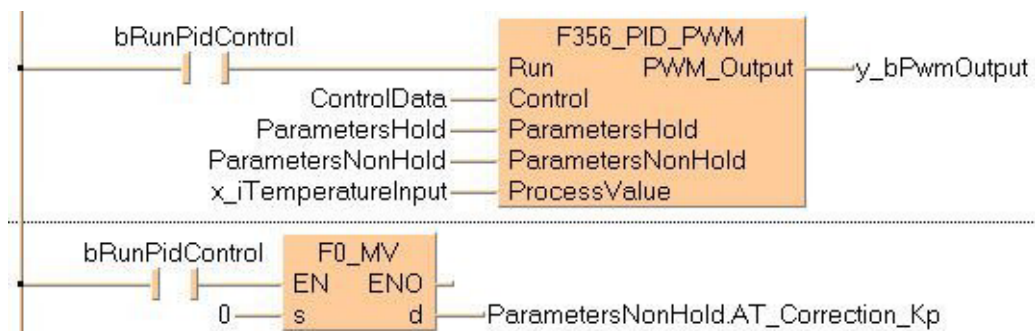 bRunPidControl
F356_PID_PWM
Run PWM_Output y_bPwmOutput
ControlData Control
ParametersHold ParametersHold
ParametersNonHold ParametersNonHold
x_iTemperatureInput ProcessValue
bRunPidControl F0_MV
EN ENO
0 s d ParametersNonHold.AT_Correction_Kp